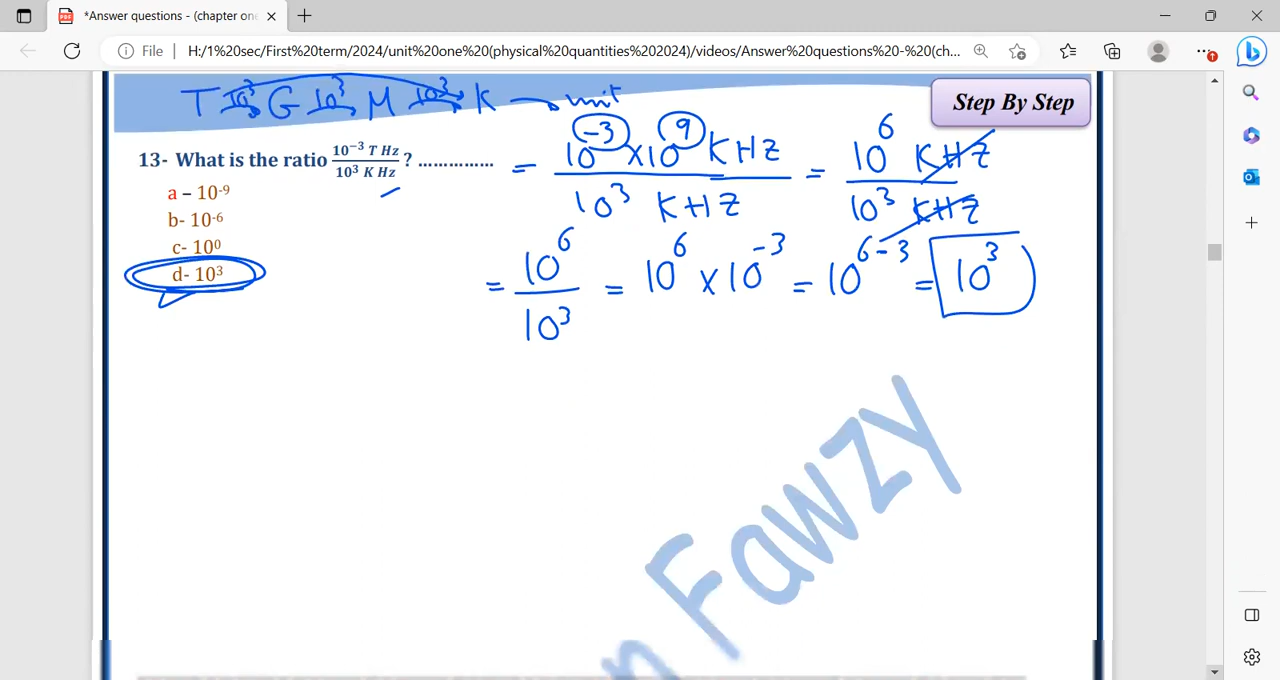 *Answer questions - (chapter one
File H:/1%20sec/First%20term/2024/unit%20one%20(physical%20quantities%202024)/videos/Answer%20questions%20-%20(ch...
T 10³ G 10³ M 10³ K → unit
Step By Step
13- What is the ratio 10⁻³ T Hz / 10³ K Hz ? ............... = 10⁻³ × 10⁹ KHZ / 10³ KHZ = 10⁶ KHZ / 10³ KHZ
a – 10⁻⁹
b- 10⁻⁶
c- 10⁰
d- 10³
= 10⁶ / 10³ = 10⁶ × 10⁻³ = 10⁶⁻³ = 10³
n Fawzy